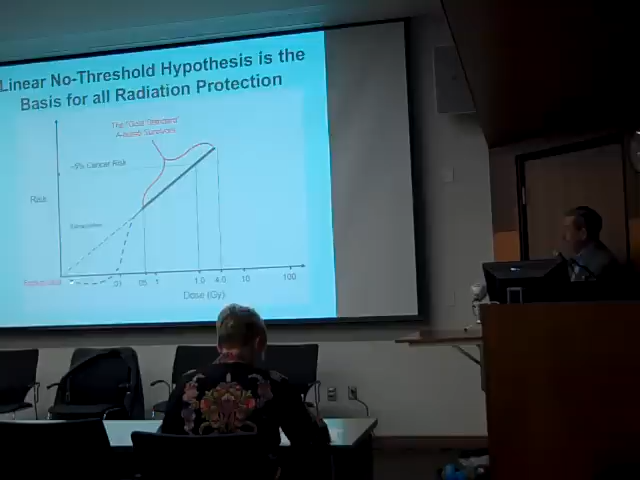 Linear No-Threshold Hypothesis is the
Basis for all Radiation Protection
The "Gold Standard"
A-bomb Survivors
~5% Cancer Risk
Risk
.01 .05 .1 1.0 4.0 10 100
Dose (Gy)